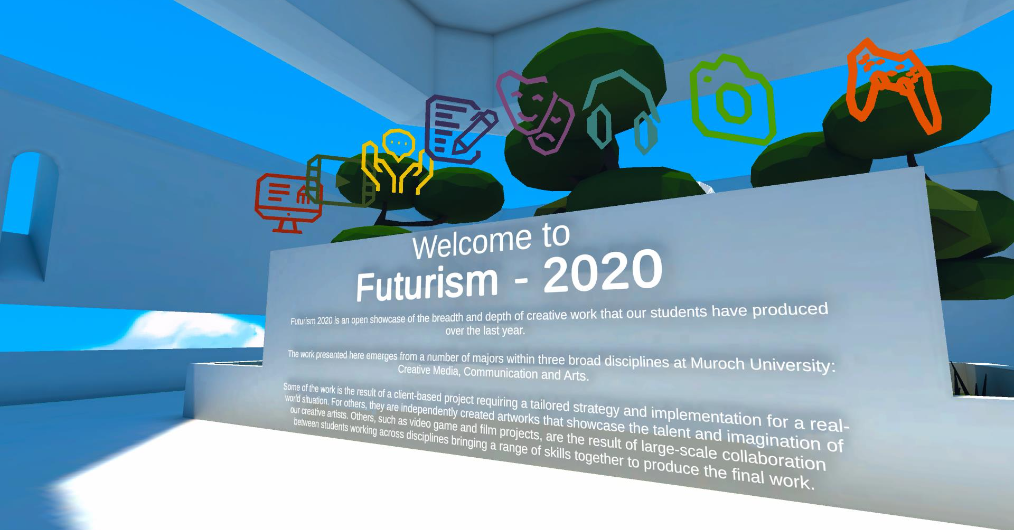 Welcome to
Futurism - 2020
Futurism 2020 is an open showcase of the breadth and depth of creative work that our students have produced
over the last year.
The work presented here emerges from a number of majors within three broad disciplines at Muroch University:
Creative Media, Communication and Arts.
Some of the work is the result of a client-based project requiring a tailored strategy and implementation for a real-
world situation. For others, they are independently created artworks that showcase the talent and imagination of
our creative artists. Others, such as video game and film projects, are the result of large-scale collaboration
between students working across disciplines bringing a range of skills together to produce the final work.